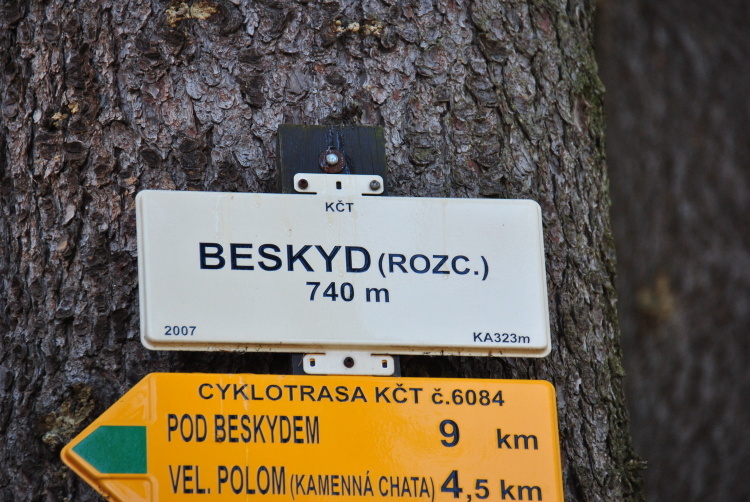 KČT
BESKYD (ROZC.)
740 m
2007 KA323m
CYKLOTRASA KČT č.6084
POD BESKYDEM 9 km
VEL. POLOM (KAMENNÁ CHATA) 4,5 km